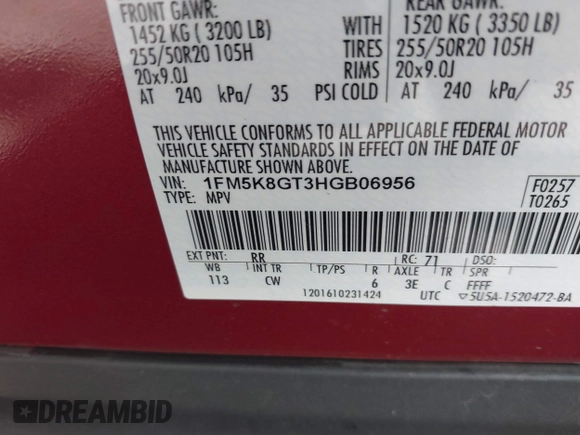 FRONT GAWR: REAR GAWR:
1452 KG ( 3200 LB) WITH 1520 KG ( 3350 LB)
255/50R20 105H TIRES 255/50R20 105H
20x9.0J RIMS 20x9.0J
AT 240 kPa/ 35 PSI COLD AT 240 kPa/ 35
THIS VEHICLE CONFORMS TO ALL APPLICABLE FEDERAL MOTOR
VEHICLE SAFETY STANDARDS IN EFFECT ON THE DATE OF
MANUFACTURE SHOWN ABOVE.
VIN: 1FM5K8GT3HGB06956 F0257
TYPE: MPV T0265
EXT PNT: RR RC: 71 DSO:
WB INT TR TP/PS R AXLE TR SPR
113 CW 6 3E C FFFF
1201610231424 UTC ▽5U5A-1520472-BA
DREAMBID